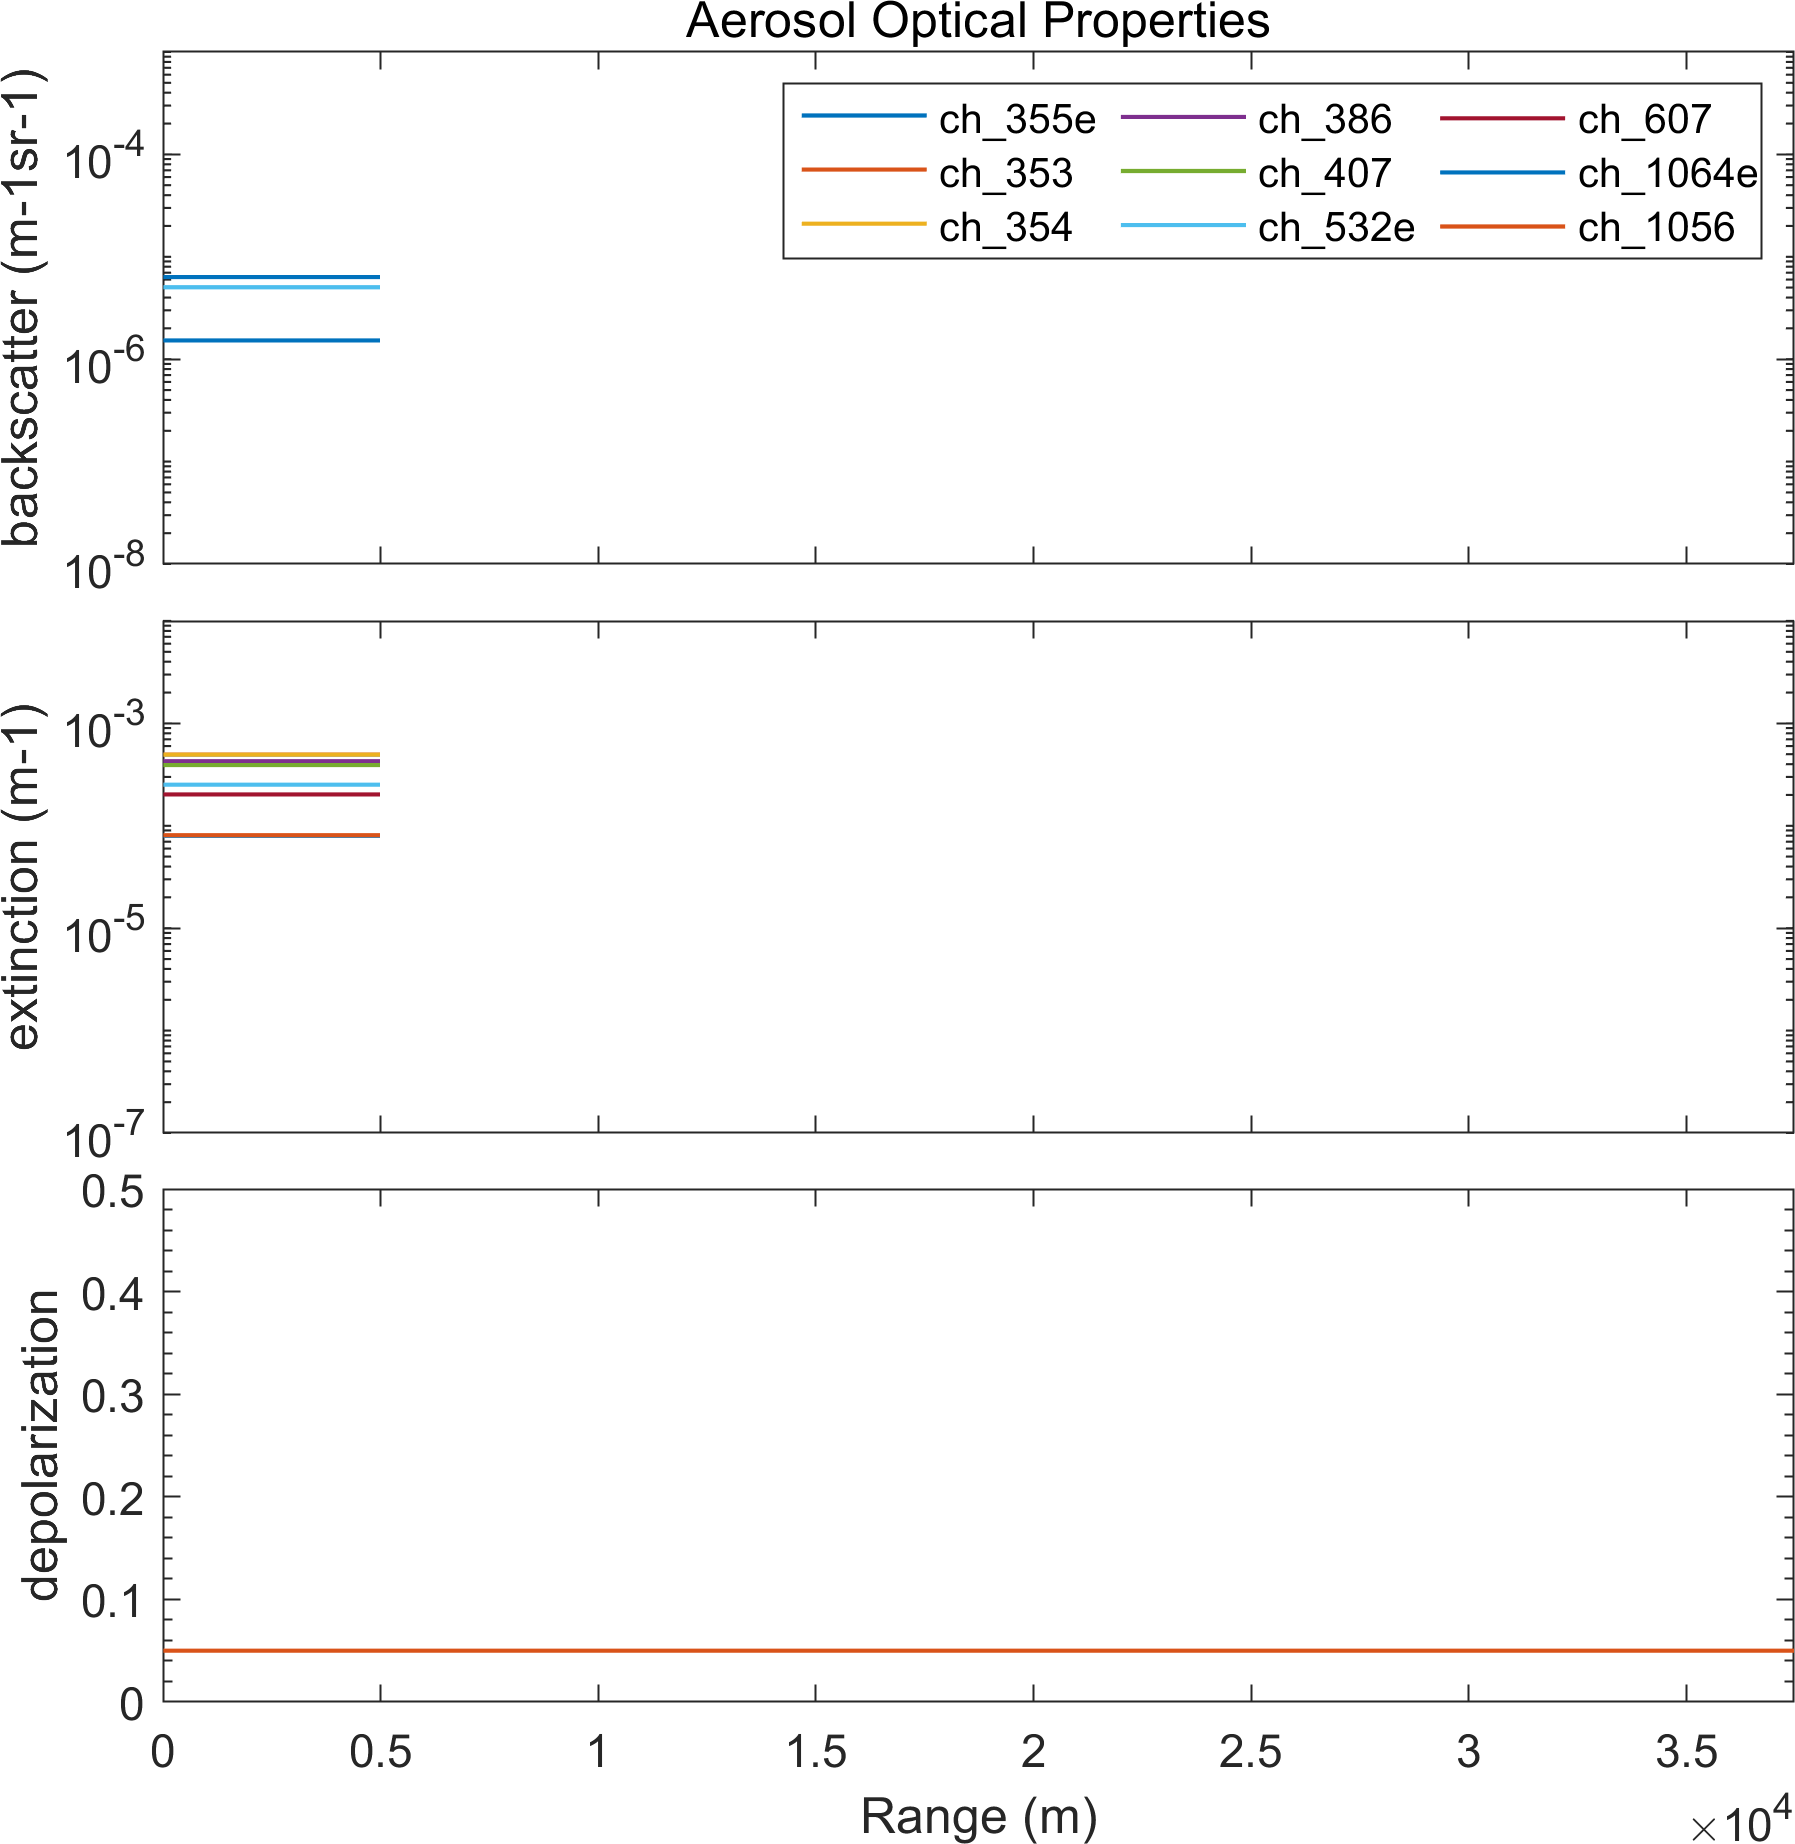 Aerosol Optical Properties
backscatter (m-1sr-1)
10-4
10-6
10-8
ch_355e
ch_353
ch_354
ch_386
ch_407
ch_532e
ch_607
ch_1064e
ch_1056
extinction (m-1)
10-3
10-5
10-7
depolarization
0.5
0.4
0.3
0.2
0.1
0
0 0.5 1 1.5 2 2.5 3 3.5
Range (m)
×104